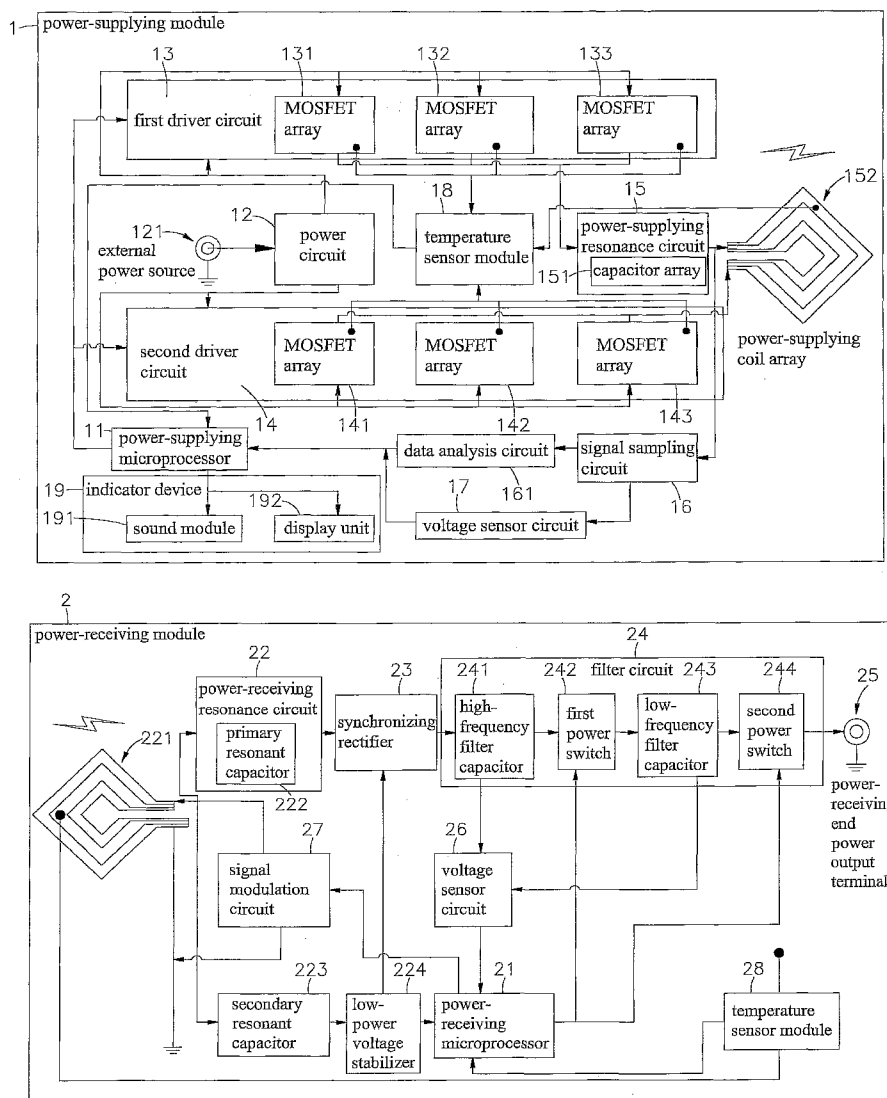 1
power-supplying module
13
131
132
133
first driver circuit
MOSFET
array
MOSFET
array
MOSFET
array
152
121
external
power source
12
power
circuit
18
temperature
sensor module
15
power-supplying
resonance circuit
151
capacitor array
power-supplying
coil array
second driver
circuit
MOSFET
array
MOSFET
array
MOSFET
array
14
141
142
143
11
power-supplying
microprocessor
data analysis circuit
161
signal sampling
circuit
16
19
indicator device
191
sound module
192
display unit
17
voltage sensor circuit
2
power-receiving module
22
power-receiving
resonance circuit
primary
resonant
capacitor
222
23
synchronizing
rectifier
24
filter circuit
241
high-
frequency
filter
capacitor
242
first
power
switch
243
low-
frequency
filter
capacitor
244
second
power
switch
25
power-
receivin
end
power
output
terminal
221
27
signal
modulation
circuit
26
voltage
sensor
circuit
223
secondary
resonant
capacitor
224
low-
power
voltage
stabilizer
21
power-
receiving
microprocessor
28
temperature
sensor module